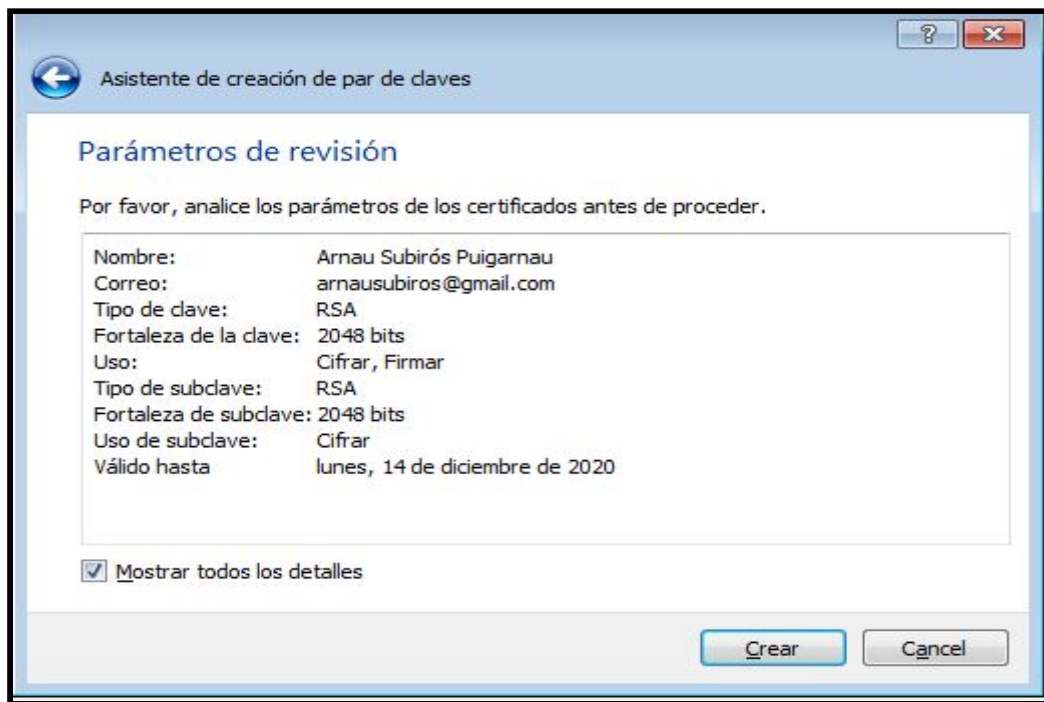 Asistente de creación de par de claves
Parámetros de revisión
Por favor, analice los parámetros de los certificados antes de proceder.
Nombre: Arnau Subirós Puigarnau
Correo: arnausubiros@gmail.com
Tipo de clave: RSA
Fortaleza de la clave: 2048 bits
Uso: Cifrar, Firmar
Tipo de subclave: RSA
Fortaleza de subclave: 2048 bits
Uso de subclave: Cifrar
Válido hasta lunes, 14 de diciembre de 2020
Mostrar todos los detalles
Crear Cancel